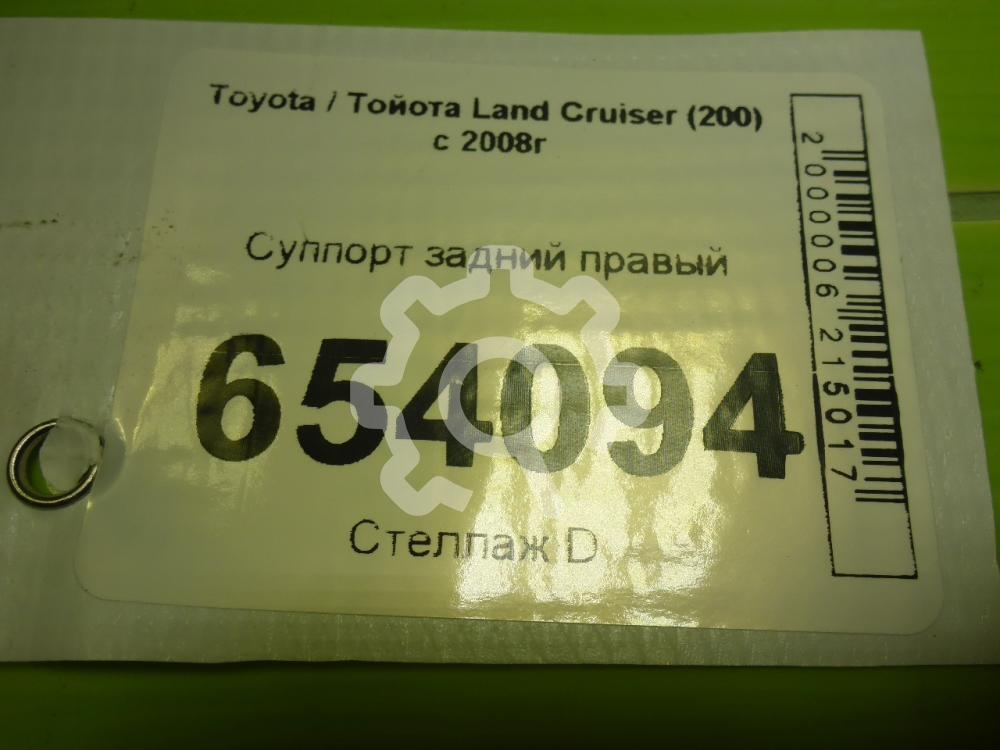 Toyota / Тойота Land Cruiser (200)
с 2008г
Суппорт задний правый
654094
Стеллаж D
2000006215017